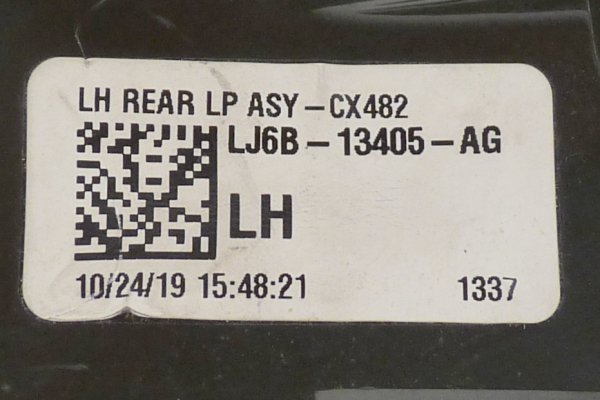 LH REAR LP ASY-CX482
LJ6B-13405-AG
LH
10/24/19 15:48:21 1337